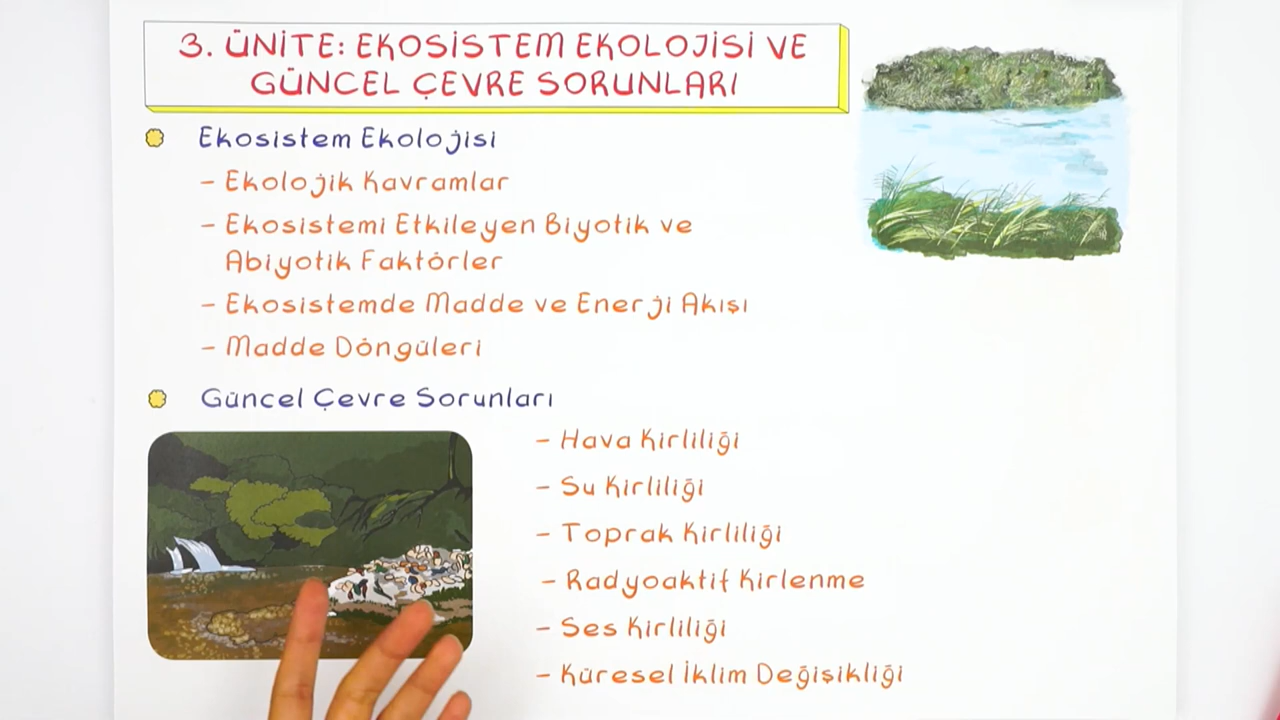 3. ÜNİTE: EKOSİSTEM EKOLOJİSİ VE
GÜNCEL ÇEVRE SORUNLARI
Ekosistem Ekolojisi
- Ekolojik Kavramlar
- Ekosistemi Etkileyen Biyotik ve
Abiyotik Faktörler
- Ekosistemde Madde ve Enerji Akışı
- Madde Döngüleri
Güncel Çevre Sorunları
- Hava Kirliliği
- Su Kirliliği
- Toprak Kirliliği
- Radyoaktif Kirlenme
- Ses Kirliliği
- Küresel İklim Değişikliği